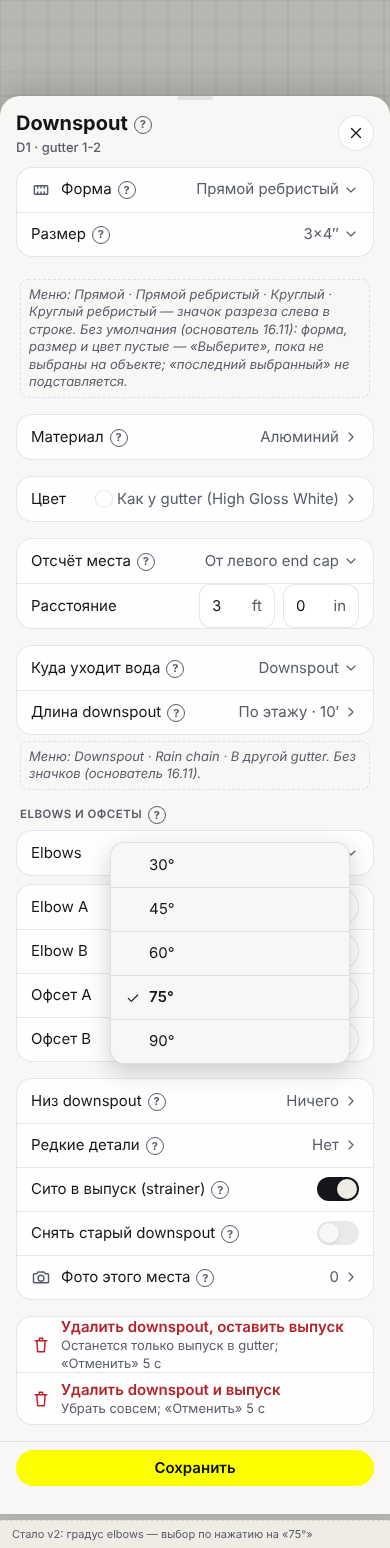 Downspout ?
D1 · gutter 1-2
Форма ? Прямой ребристый
Размер ? 3×4″
Меню: Прямой · Прямой ребристый · Круглый ·
Круглый ребристый — значок разреза слева в
строке. Без умолчания (основатель 16.11): форма,
размер и цвет пустые — «Выберите», пока не
выбраны на объекте; «последний выбранный» не
подставляется.
Материал ? Алюминий
Цвет Как у gutter (High Gloss White)
Отсчёт места ? От левого end cap
Расстояние 3 ft 0 in
Куда уходит вода ? Downspout
Длина downspout ? По этажу · 10′
Меню: Downspout · Rain chain · В другой gutter. Без
значков (основатель 16.11).
ELBOWS И ОФСЕТЫ ?
Elbows
30°
Elbow A
45°
Elbow B
60°
Офсет A
✓ 75°
Офсет B
90°
Низ downspout ? Ничего
Редкие детали ? Нет
Сито в выпуск (strainer) ?
Снять старый downspout ?
Фото этого места ? 0
Удалить downspout, оставить выпуск
Останется только выпуск в gutter;
«Отменить» 5 с
Удалить downspout и выпуск
Убрать совсем; «Отменить» 5 с
Сохранить
Стало v2: градус elbows — выбор по нажатию на «75°»